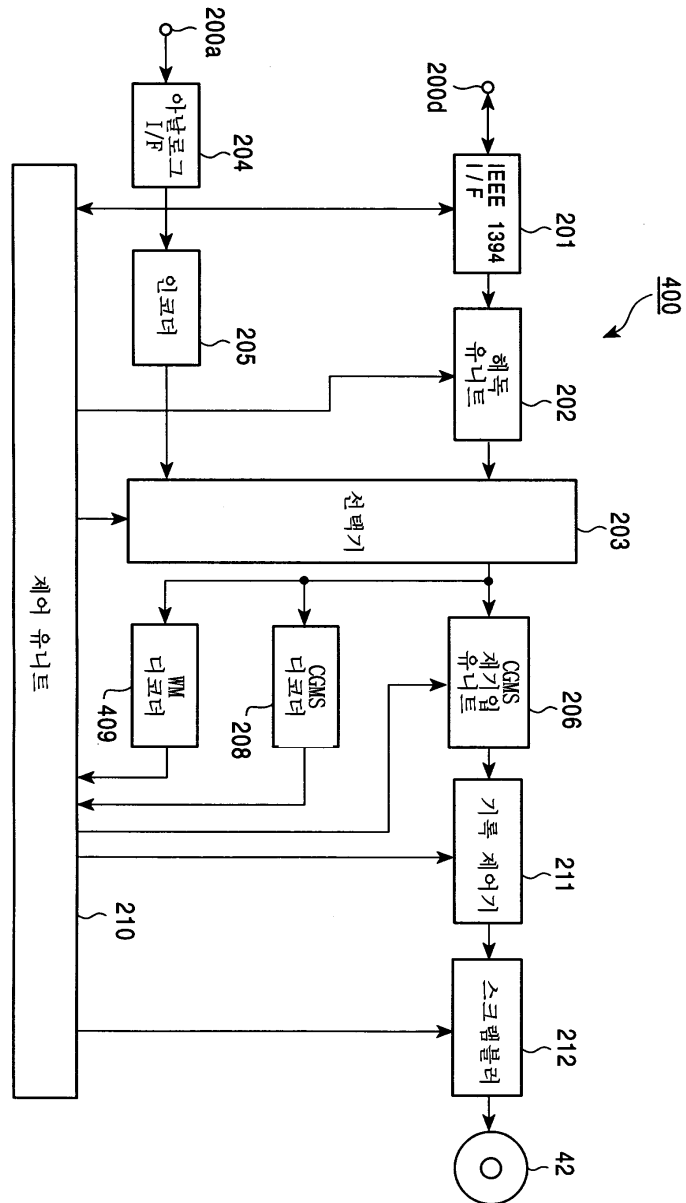 400
200d
201
202
203
206
211
212
42
IEEE 1394
I/F
해독
유니트
CGMS
재기입
유니트
기록 제어기
스크램블러
선택기
200a
204
205
208
409
아날로그
I/F
인코더
CGMS
디코더
WM
디코더
210
제어 유니트